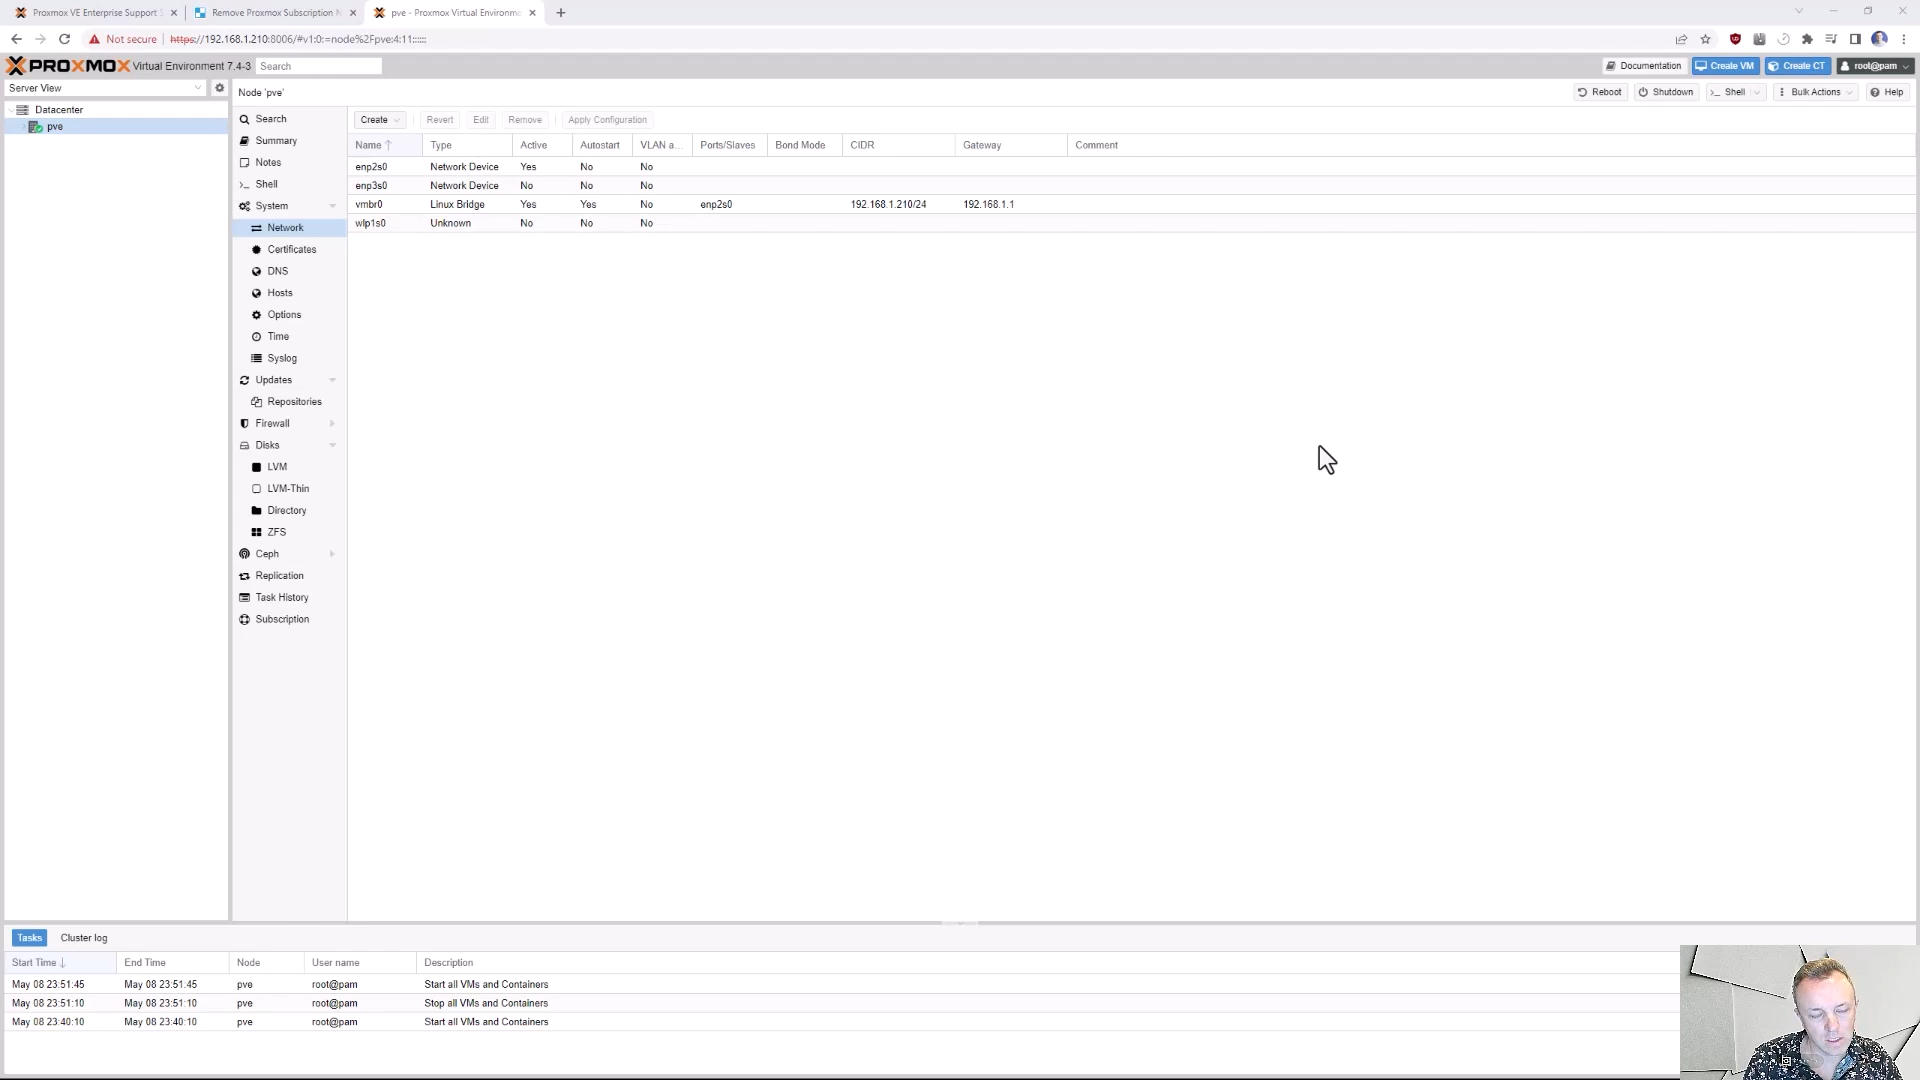 Proxmox VE Enterprise Support S
Remove Proxmox Subscription N
pve - Proxmox Virtual Environme
Not secure
https://192.168.1.210:8006/#v1:0:=node%2Fpve:4:11::::::
PROXMOX Virtual Environment 7.4-3
Search
Documentation
Create VM
Create CT
root@pam
Server View
Node 'pve'
Reboot
Shutdown
Shell
Bulk Actions
Help
Datacenter
pve
Search
Summary
Notes
Shell
System
Network
Certificates
DNS
Hosts
Options
Time
Syslog
Updates
Repositories
Firewall
Disks
LVM
LVM-Thin
Directory
ZFS
Ceph
Replication
Task History
Subscription
Create Revert Edit Remove Apply Configuration
Name Type Active Autostart VLAN a... Ports/Slaves Bond Mode CIDR Gateway Comment
enp2s0 Network Device Yes No No
enp3s0 Network Device No No No
vmbr0 Linux Bridge Yes Yes No enp2s0 192.168.1.210/24 192.168.1.1
wlp1s0 Unknown No No No
Tasks Cluster log
Start Time End Time Node User name Description
May 08 23:51:45 May 08 23:51:45 pve root@pam Start all VMs and Containers
May 08 23:51:10 May 08 23:51:10 pve root@pam Stop all VMs and Containers
May 08 23:40:10 May 08 23:40:10 pve root@pam Start all VMs and Containers